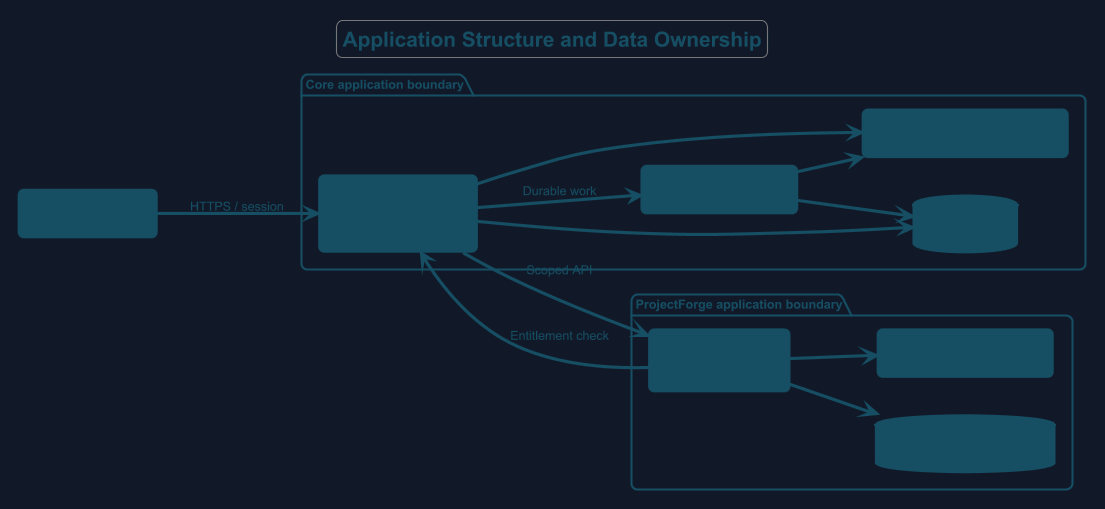 Application Structure and Data Ownership
Core application boundary
HTTPS / session
Durable work
Scoped API
ProjectForge application boundary
Entitlement check